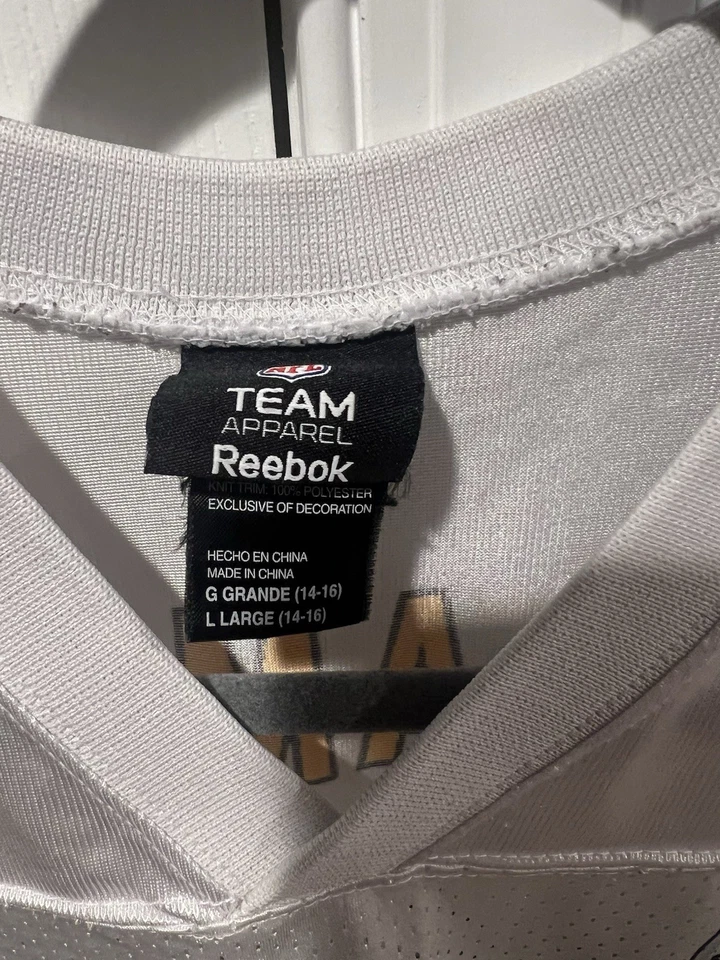 NFL
TEAM
APPAREL
Reebok
KNIT TRIM: 100% POLYESTER
EXCLUSIVE OF DECORATION
HECHO EN CHINA
MADE IN CHINA
G GRANDE (14-16)
L LARGE (14-16)